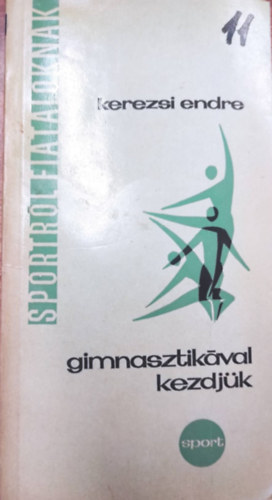 11
kerezsi endre
SPORTRÓL FIATALOKNAK
gimnasztikával
kezdjük
sport